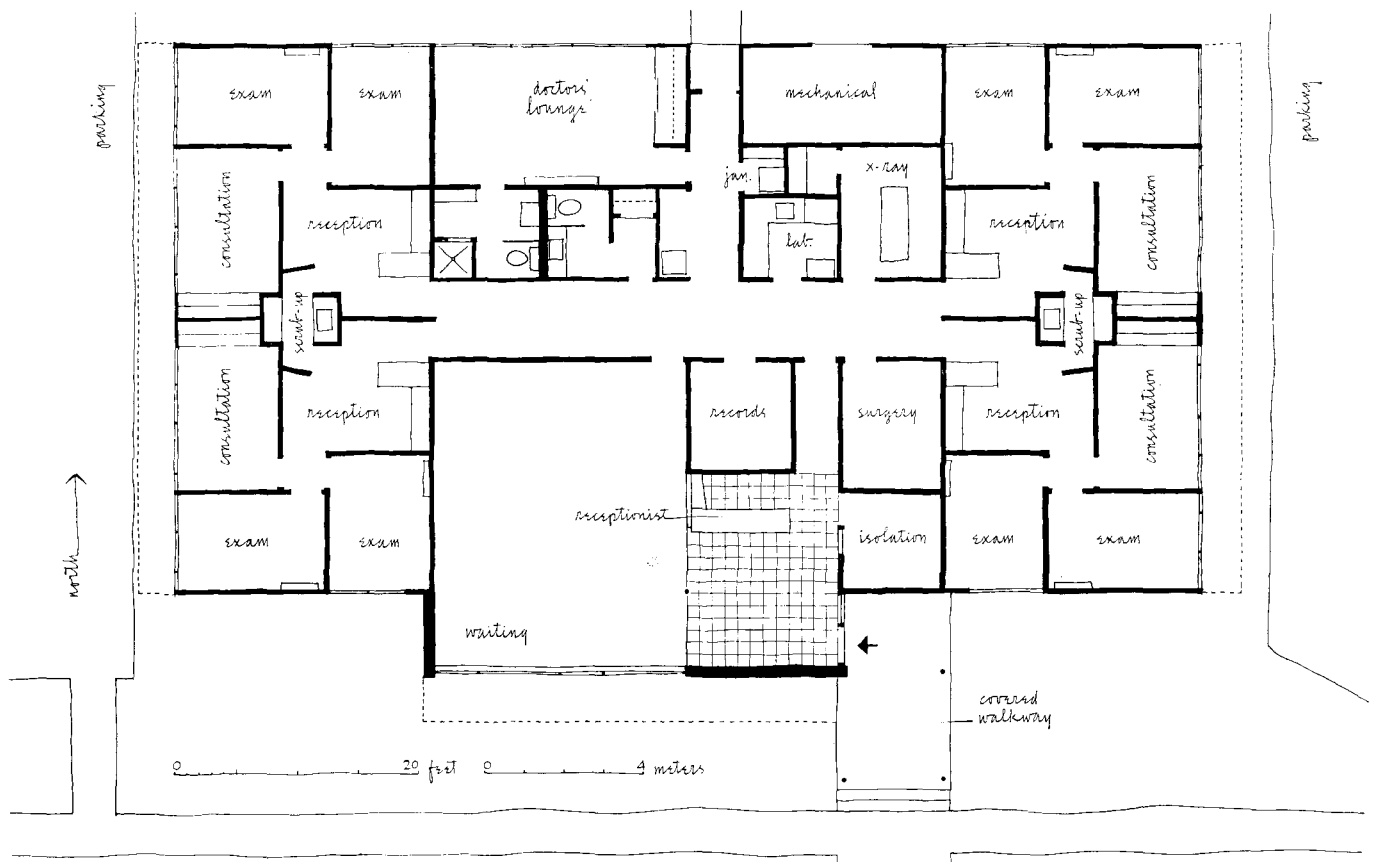 exam
exam
doctors'
lounge
mechanical
exam
exam
parking
parking
consultation
reception
jan.
x-ray
lab.
reception
consultation
scrub-up
scrub-up
consultation
reception
records
surgery
reception
consultation
receptionist
exam
exam
isolation
exam
exam
north
waiting
covered
walkway
0 20 feet 0 4 meters